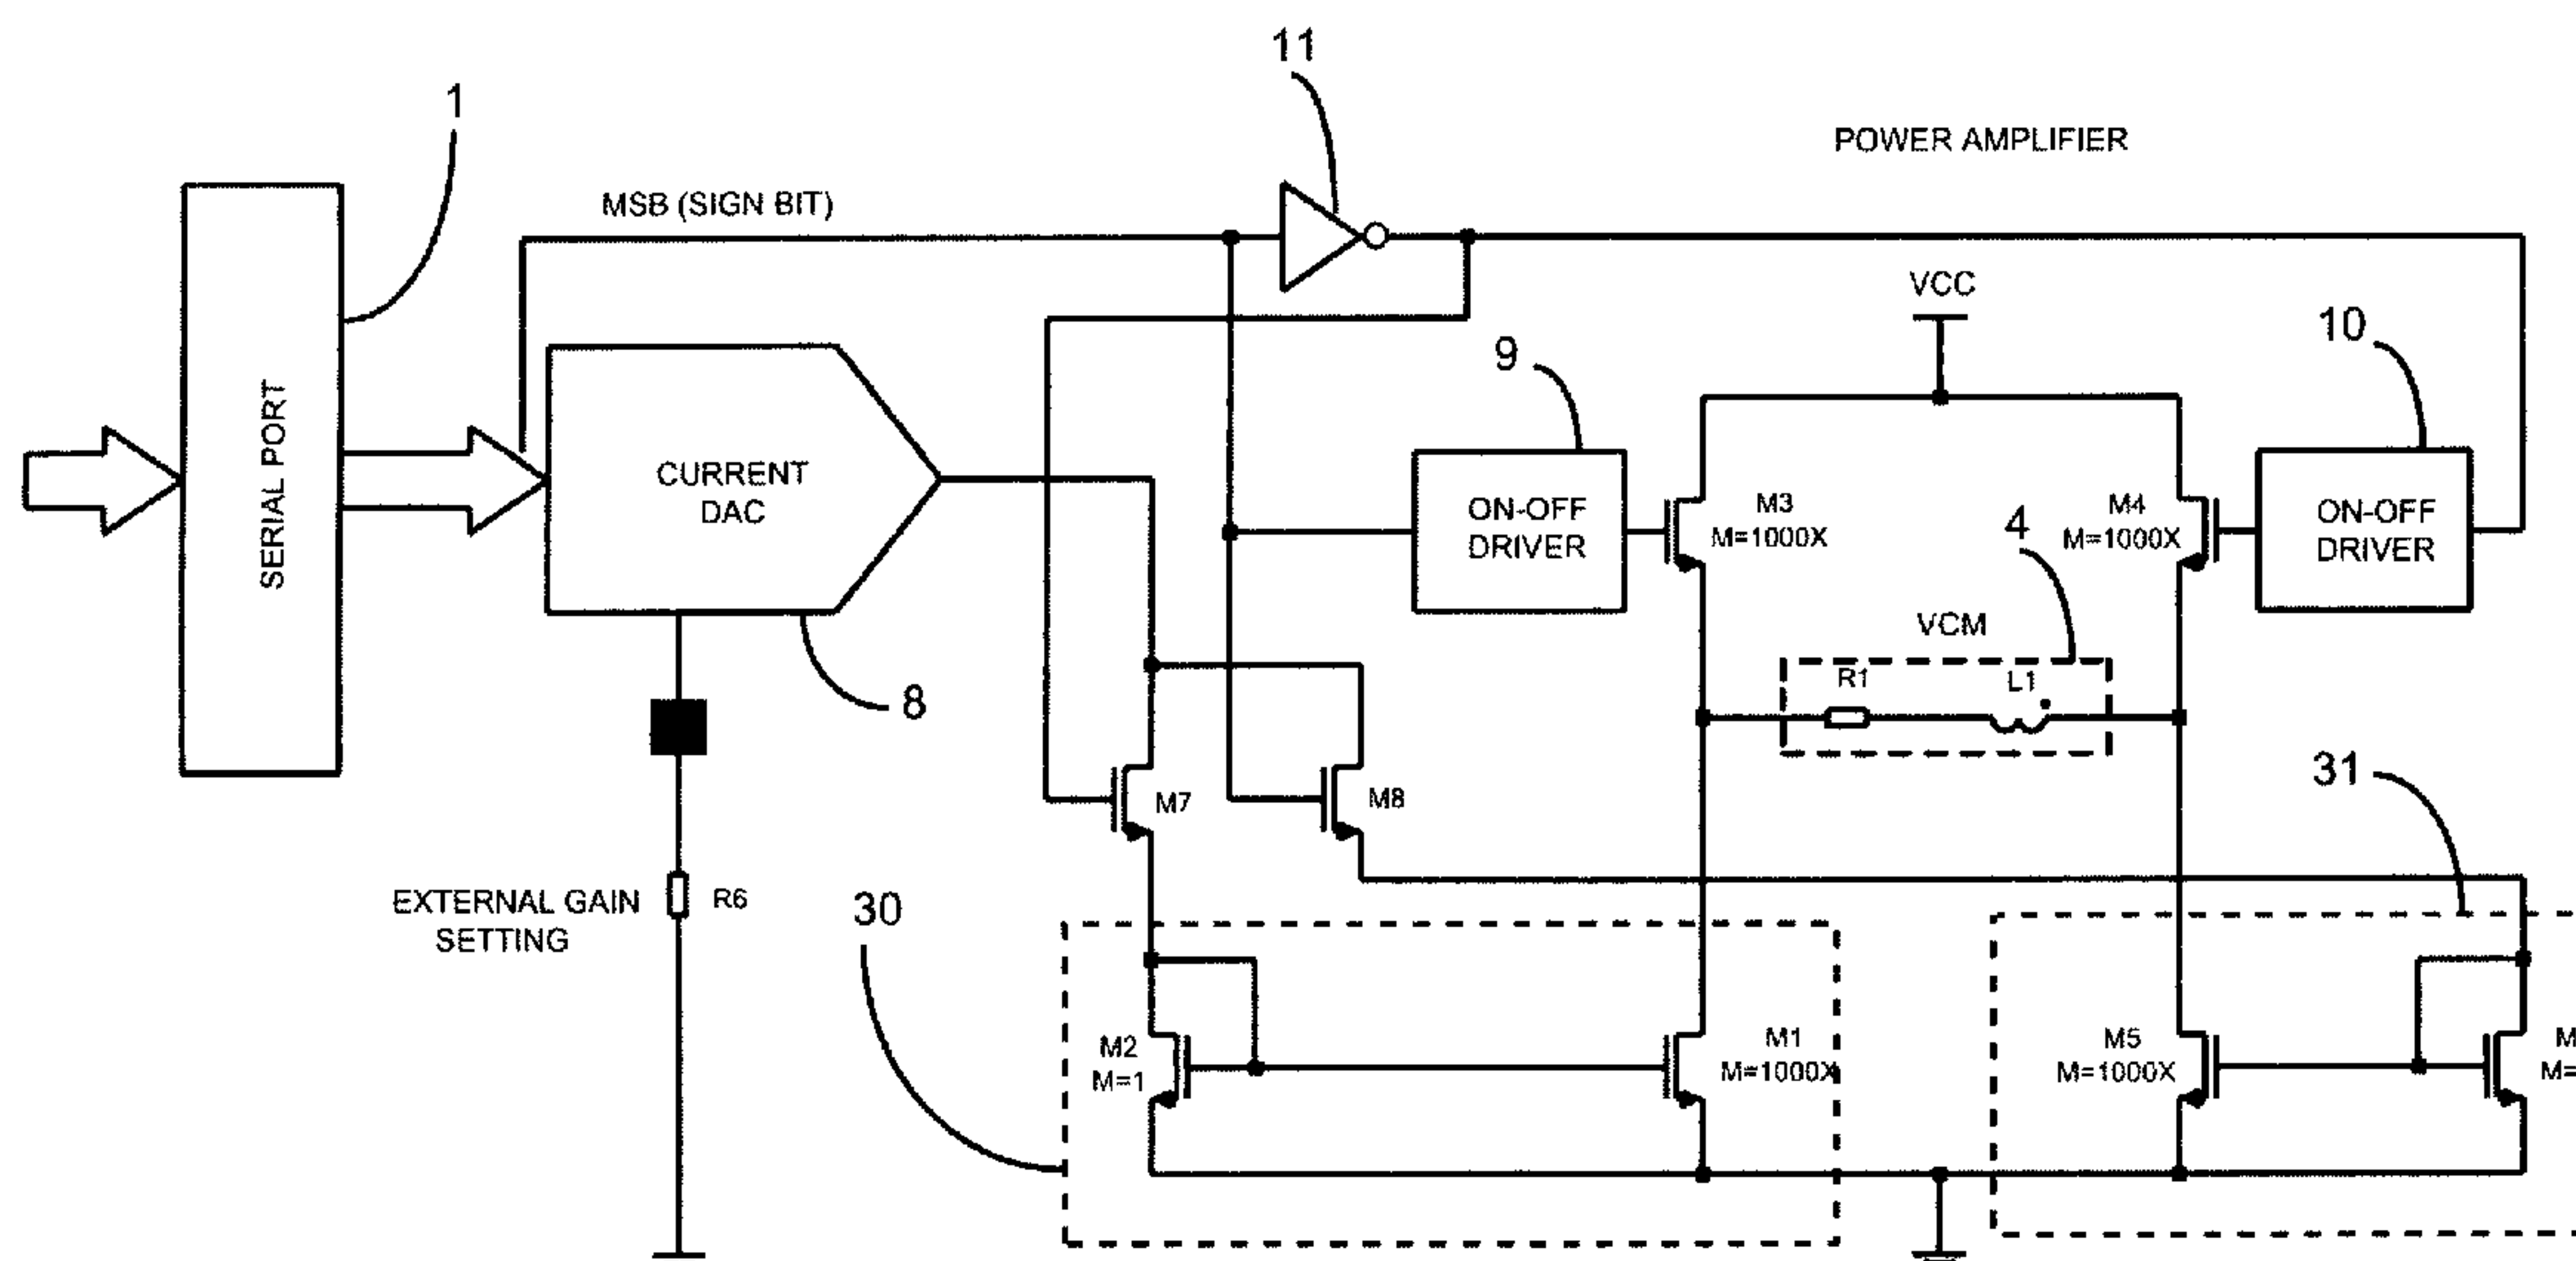 11
1
POWER AMPLIFIER
MSB (SIGN BIT)
VCC
10
9
SERIAL PORT
CURRENT
DAC
ON-OFF
DRIVER
M3
M=1000X
M4
M=1000X
4
ON-OFF
DRIVER
VCM
R1
L1
8
31
M7
M8
EXTERNAL GAIN
SETTING
R6
30
M2
M=1
M1
M=1000X
M5
M=1000X
M
M=